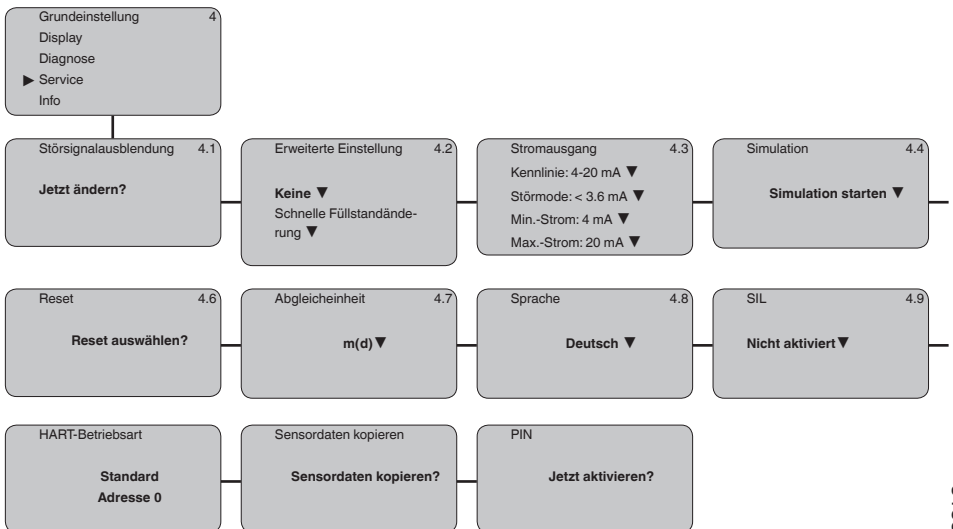 Grundeinstellung 4
Display
Diagnose
▶ Service
Info
Störsignalausblendung 4.1
Jetzt ändern?
Erweiterte Einstellung 4.2
Keine ▼
Schnelle Füllstandände-
rung ▼
Stromausgang 4.3
Kennlinie: 4-20 mA ▼
Störmode: < 3.6 mA ▼
Min.-Strom: 4 mA ▼
Max.-Strom: 20 mA ▼
Simulation 4.4
Simulation starten ▼
Reset 4.6
Reset auswählen?
Abgleicheinheit 4.7
m(d) ▼
Sprache 4.8
Deutsch ▼
SIL 4.9
Nicht aktiviert ▼
HART-Betriebsart
Standard
Adresse 0
Sensordaten kopieren
Sensordaten kopieren?
PIN
Jetzt aktivieren?